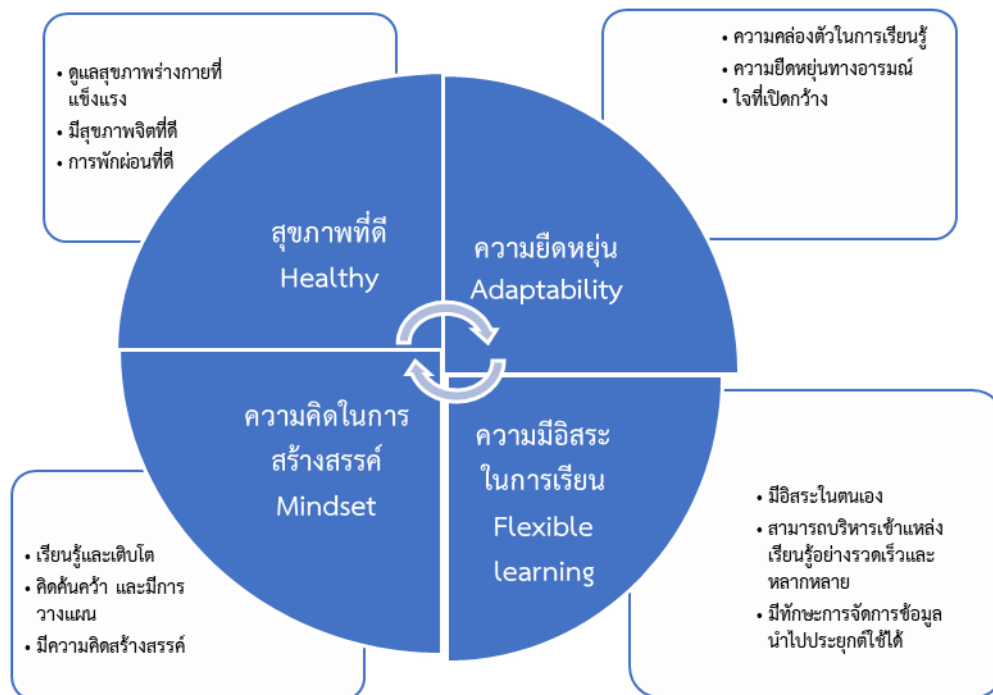 • ดูแลสุขภาพร่างกายที่
แข็งแรง
• มีสุขภาพจิตที่ดี
• การพักผ่อนที่ดี
• ความคล่องตัวในการเรียนรู้
• ความยืดหยุ่นทางอารมณ์
• ใจที่เปิดกว้าง
สุขภาพที่ดี
Healthy
ความยืดหยุ่น
Adaptability
ความคิดในการ
สร้างสรรค์
Mindset
ความมีอิสระ
ในการเรียน
Flexible
learning
• เรียนรู้และเติบโต
• คิดค้นคว้า และมีการ
วางแผน
• มีความคิดสร้างสรรค์
• มีอิสระในตนเอง
• สามารถบริหารเข้าแหล่ง
เรียนรู้อย่างรวดเร็วและ
หลากหลาย
• มีทักษะการจัดการข้อมูล
นำไปประยุกต์ใช้ได้